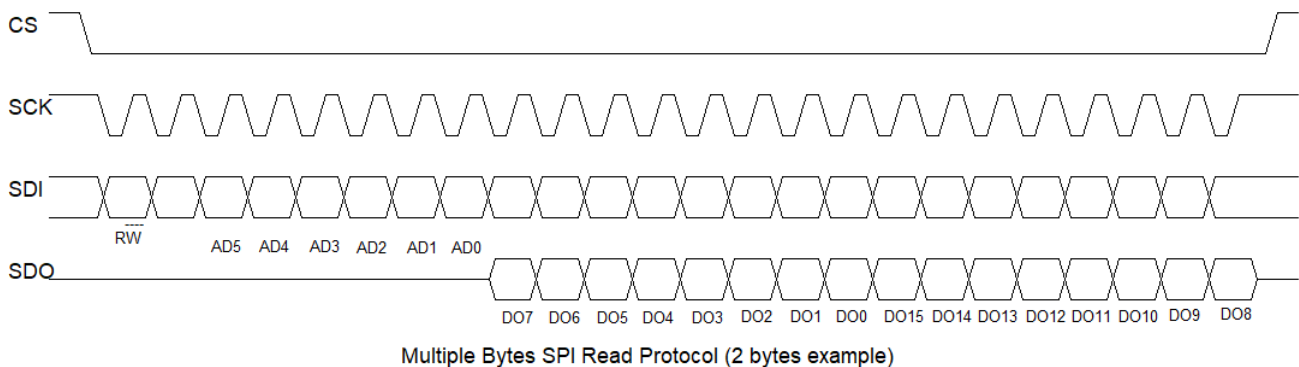 CS
SCK
SDI
RW AD5 AD4 AD3 AD2 AD1 AD0
SDO
DO7 DO6 DO5 DO4 DO3 DO2 DO1 DO0 DO15 DO14 DO13 DO12 DO11 DO10 DO9 DO8
Multiple Bytes SPI Read Protocol (2 bytes example)